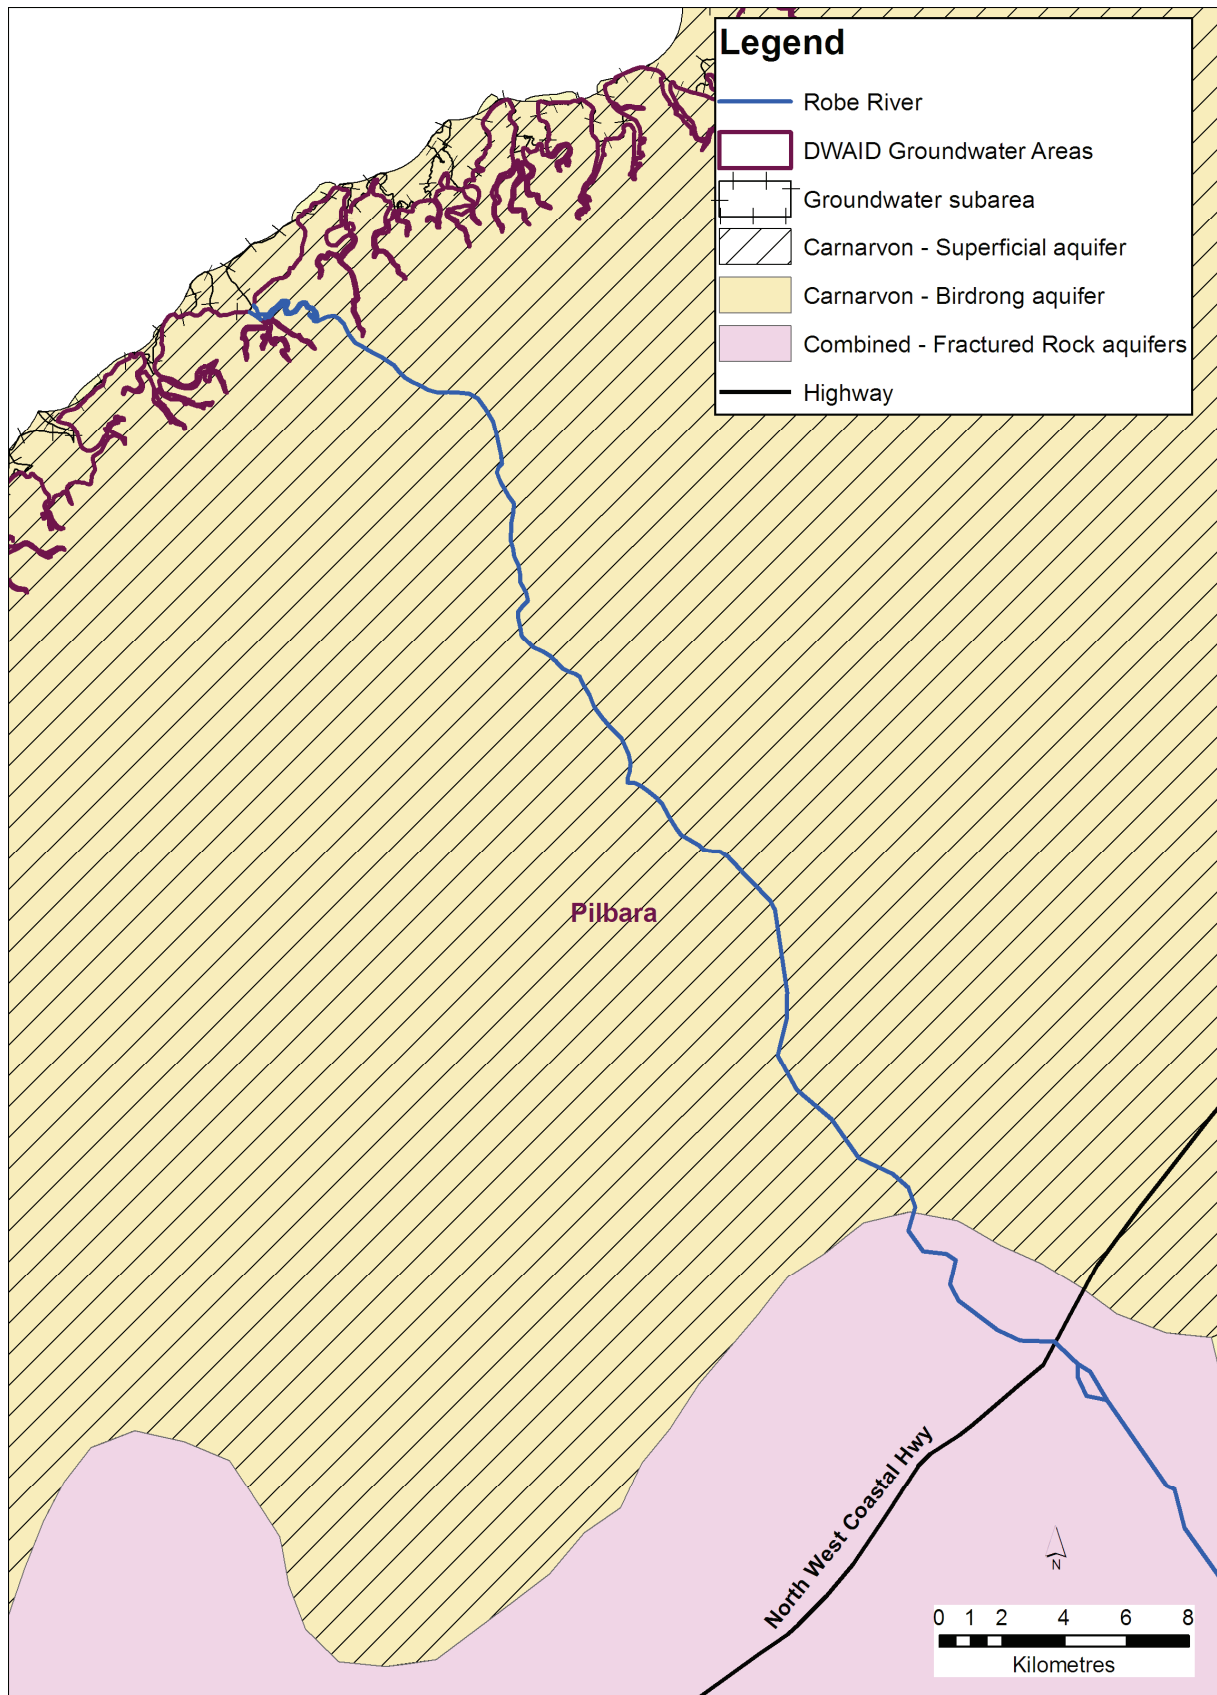 Legend
Robe River
DWAID Groundwater Areas
Groundwater subarea
Carnarvon - Superficial aquifer
Carnarvon - Birdrong aquifer
Combined - Fractured Rock aquifers
Highway
Pilbara
North West Coastal Hwy
N
0 1 2 4 6 8
Kilometres